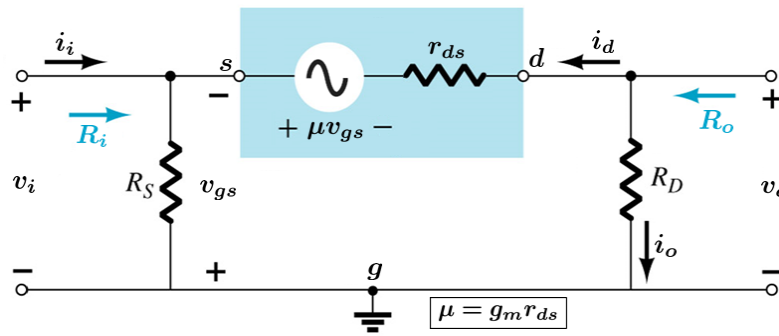 i_i s r_ds d i_d
+ − +
R_i + μv_gs − R_o
v_i R_S v_gs R_D
i_o
− + g −
μ = g_m r_ds